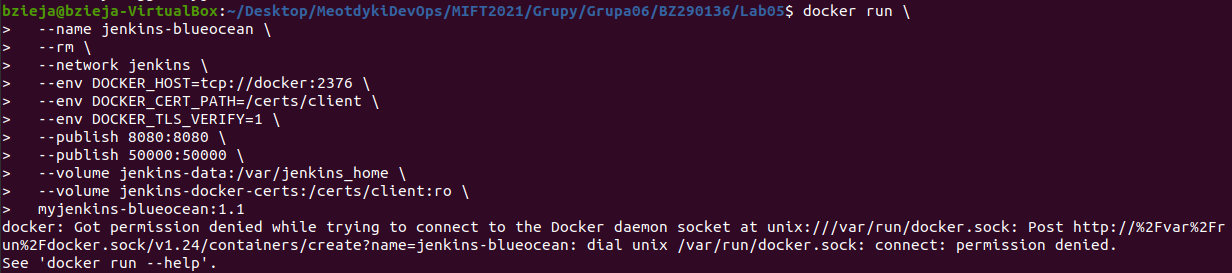 bzieja@bzieja-VirtualBox:~/Desktop/MeotdykiDevOps/MIFT2021/Grupy/Grupa06/BZ290136/Lab05$ docker run \
>   --name jenkins-blueocean \
>   --rm \
>   --network jenkins \
>   --env DOCKER_HOST=tcp://docker:2376 \
>   --env DOCKER_CERT_PATH=/certs/client \
>   --env DOCKER_TLS_VERIFY=1 \
>   --publish 8080:8080 \
>   --publish 50000:50000 \
>   --volume jenkins-data:/var/jenkins_home \
>   --volume jenkins-docker-certs:/certs/client:ro \
>   myjenkins-blueocean:1.1
docker: Got permission denied while trying to connect to the Docker daemon socket at unix:///var/run/docker.sock: Post http://%2Fvar%2Fr
un%2Fdocker.sock/v1.24/containers/create?name=jenkins-blueocean: dial unix /var/run/docker.sock: connect: permission denied.
See 'docker run --help'.